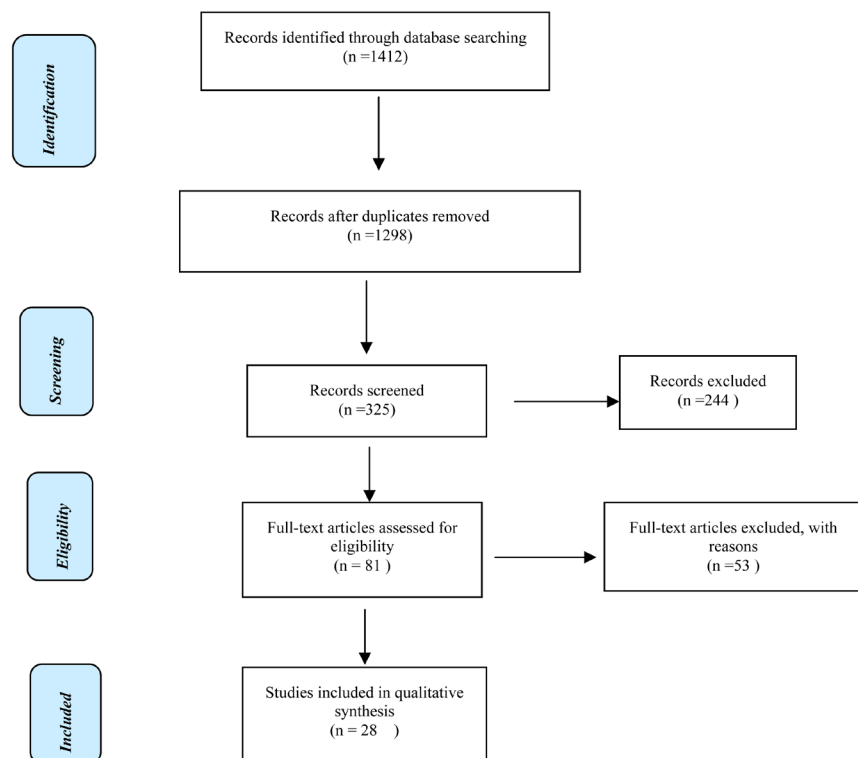 Identification
Records identified through database searching
(n =1412)
Records after duplicates removed
(n =1298)
Screening
Records screened
(n =325)
Records excluded
(n =244 )
Eligibility
Full-text articles assessed for
eligibility
(n = 81 )
Full-text articles excluded, with
reasons
(n =53 )
Included
Studies included in qualitative
synthesis
(n = 28 )